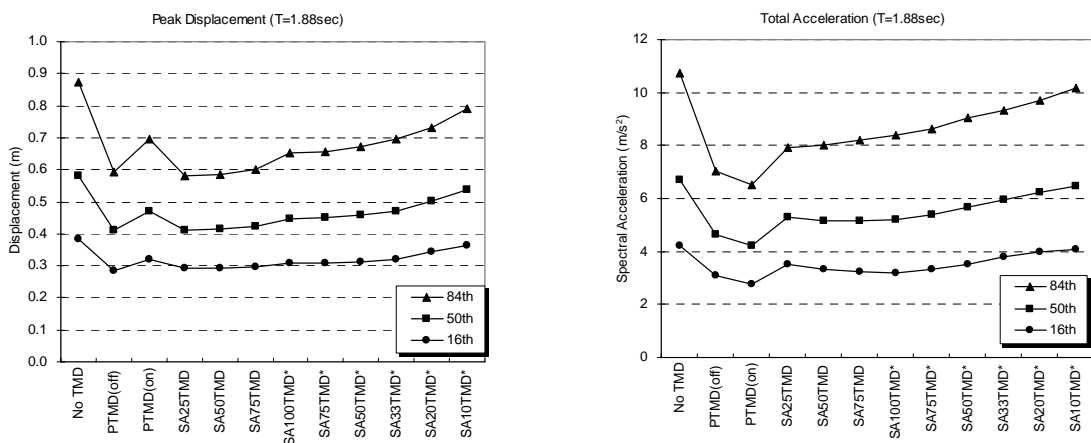 Peak Displacement (T=1.88sec)
Displacement (m)
1.0
0.9
0.8
0.7
0.6
0.5
0.4
0.3
0.2
0.1
0.0
84th
50th
16th
No TMD
PTMD(off)
PTMD(on)
SA25TMD
SA50TMD
SA75TMD
SA100TMD*
SA75TMD*
SA50TMD*
SA33TMD*
SA20TMD*
SA10TMD*
Total Acceleration (T=1.88sec)
Spectral Acceleration (m/s²)
12
10
8
6
4
2
0
84th
50th
16th
No TMD
PTMD(off)
PTMD(on)
SA25TMD
SA50TMD
SA75TMD
SA100TMD*
SA75TMD*
SA50TMD*
SA33TMD*
SA20TMD*
SA10TMD*